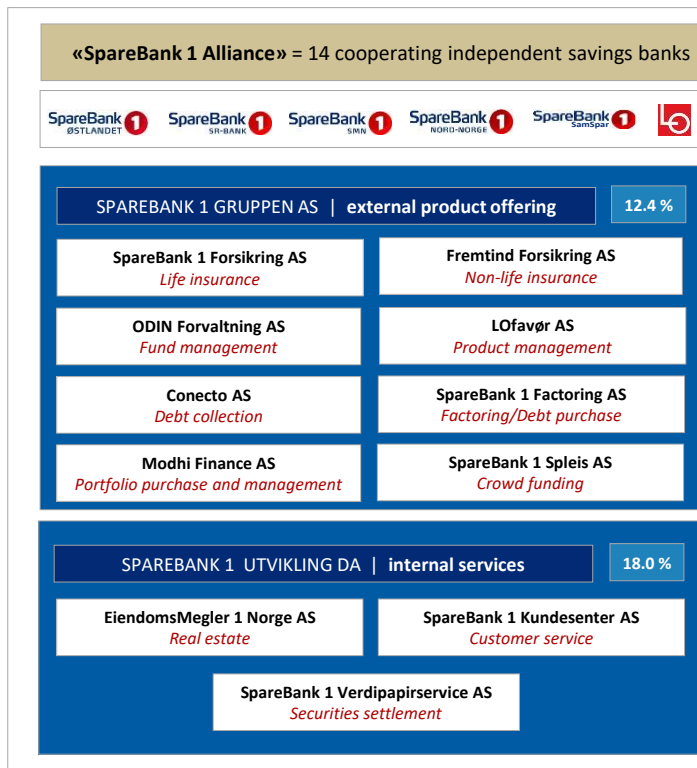 «SpareBank 1 Alliance» = 14 cooperating independent savings banks
SpareBank 1 ØSTLANDET
SpareBank 1 SR-BANK
SpareBank 1 SMN
SpareBank 1 NORD-NORGE
SpareBank 1 SamSpar
LO
SPAREBANK 1 GRUPPEN AS | external product offering
12.4 %
SpareBank 1 Forsikring AS
Life insurance
Fremtind Forsikring AS
Non-life insurance
ODIN Forvaltning AS
Fund management
LOfavør AS
Product management
Conecto AS
Debt collection
SpareBank 1 Factoring AS
Factoring/Debt purchase
Modhi Finance AS
Portfolio purchase and management
SpareBank 1 Spleis AS
Crowd funding
SPAREBANK 1 UTVIKLING DA | internal services
18.0 %
EiendomsMegler 1 Norge AS
Real estate
SpareBank 1 Kundesenter AS
Customer service
SpareBank 1 Verdipapirservice AS
Securities settlement